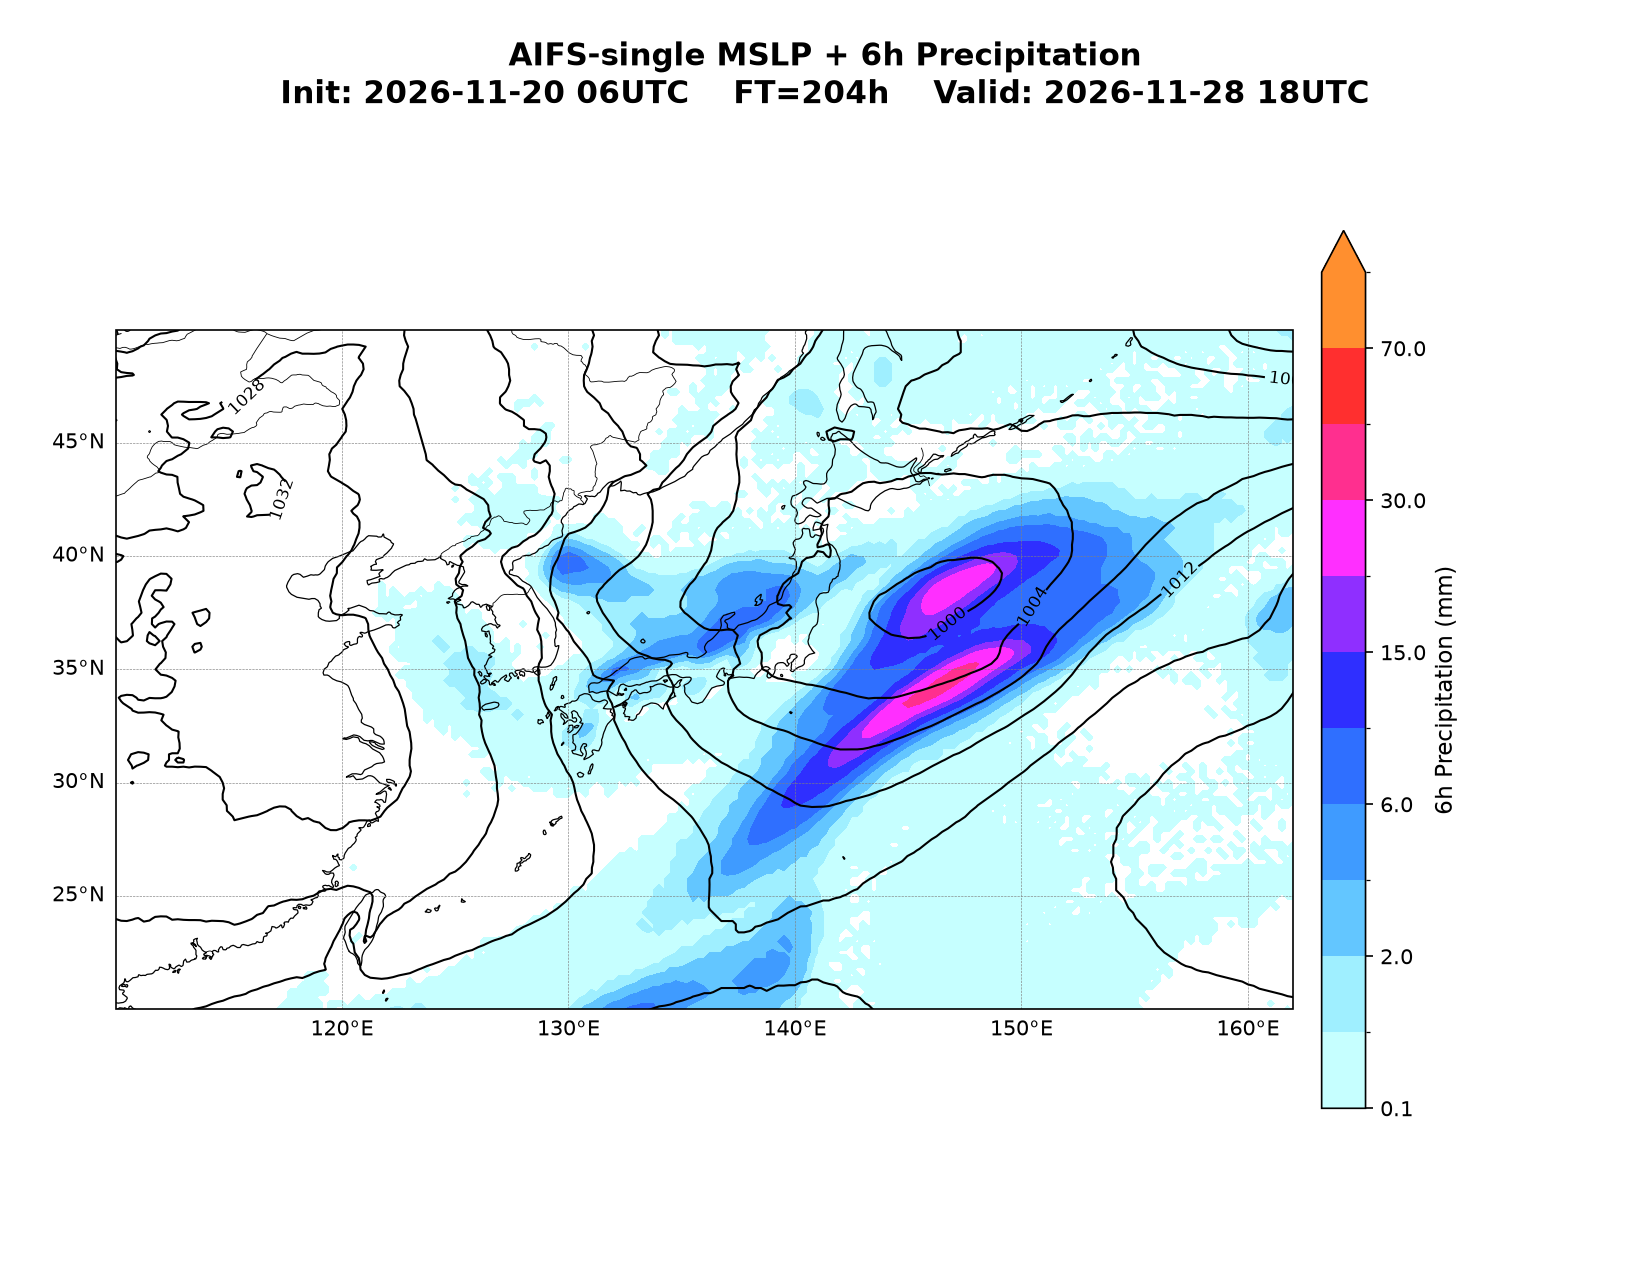 AIFS-single MSLP + 6h Precipitation
Init: 2026-11-20 06UTC    FT=204h    Valid: 2026-11-28 18UTC
70.0
30.0
15.0
6.0
2.0
0.1
6h Precipitation (mm)
45°N
40°N
35°N
30°N
25°N
120°E
130°E
140°E
150°E
160°E
1028
1032
1000
1004
1012
10